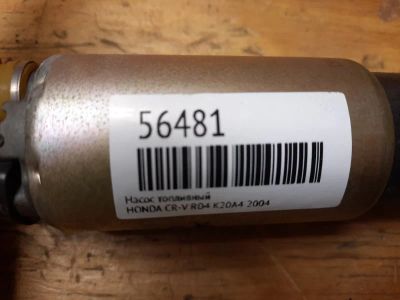 56481
Насос топливный
HONDA CR-V RD4 K20A4 2004